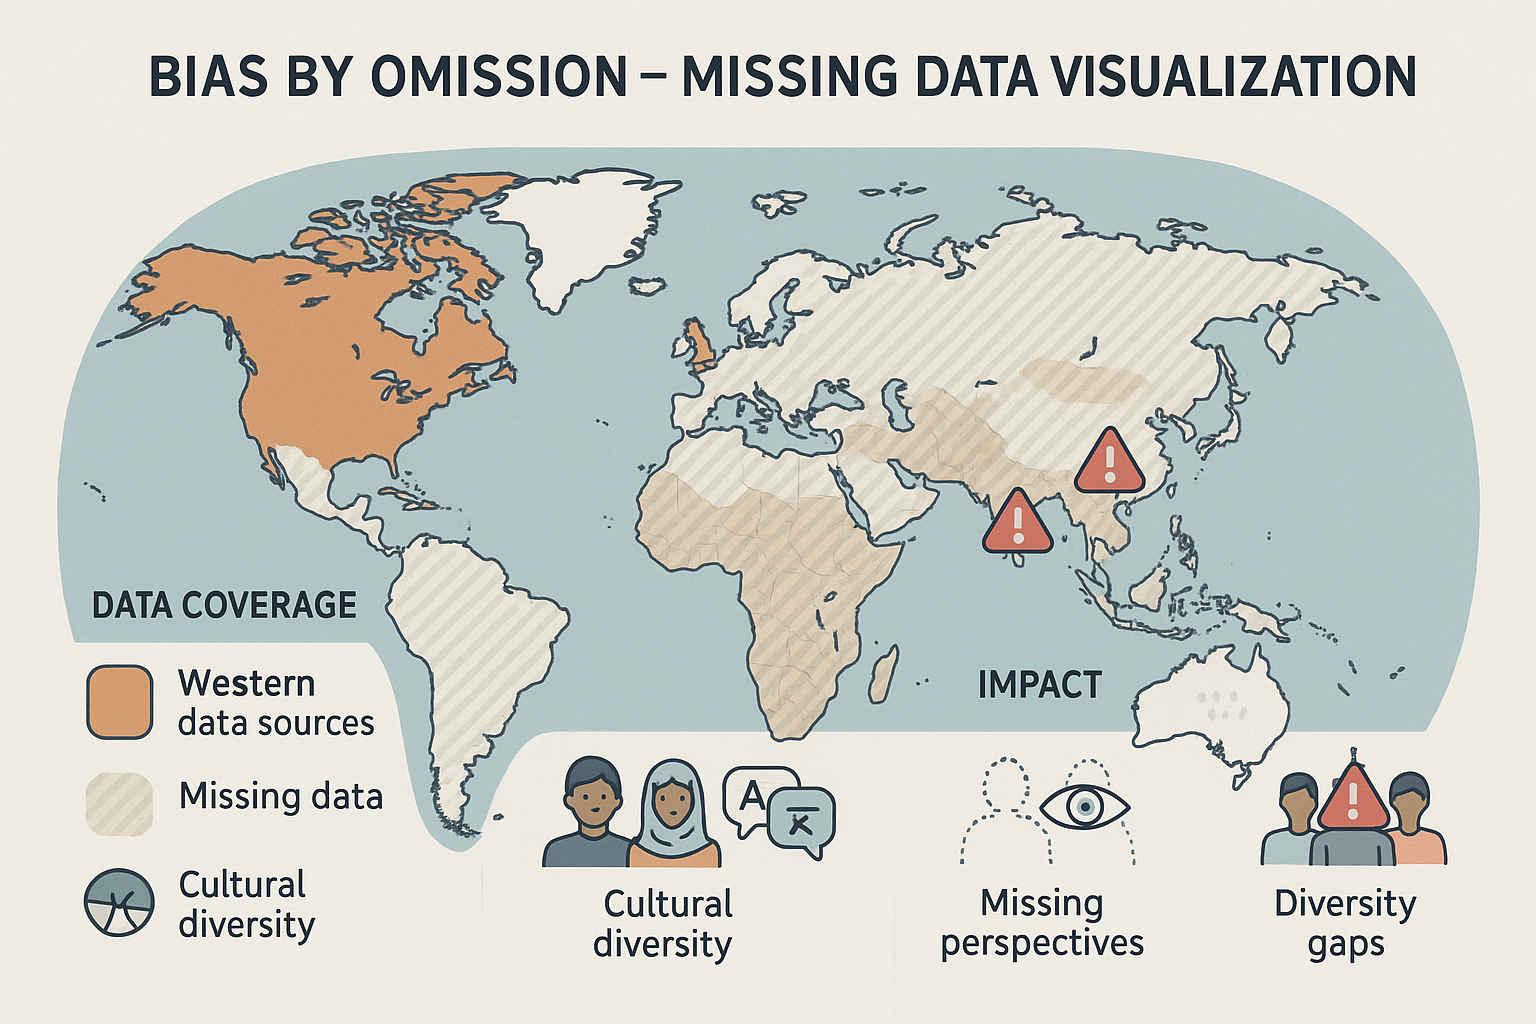 BIAS BY OMISSION – MISSING DATA VISUALIZATION
DATA COVERAGE
Western
data sources
Missing data
Cultural
diversity
IMPACT
A
Cultural
diversity
Missing
perspectives
Diversity
gaps